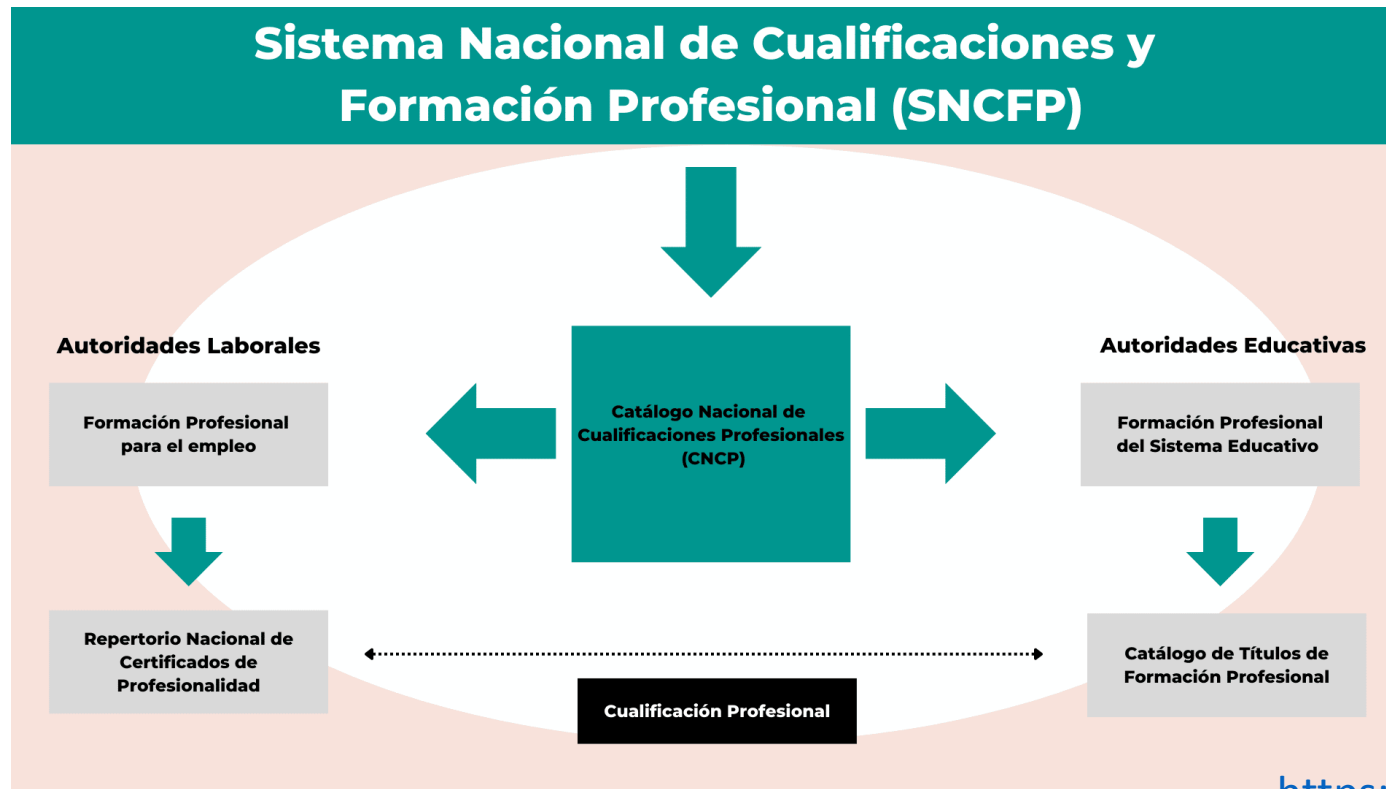 Sistema Nacional de Cualificaciones y
Formación Profesional (SNCFP)
Autoridades Laborales
Autoridades Educativas
Formación Profesional
para el empleo
Catálogo Nacional de
Cualificaciones Profesionales
(CNCP)
Formación Profesional
del Sistema Educativo
Repertorio Nacional de
Certificados de
Profesionalidad
Catálogo de Títulos de
Formación Profesional
Cualificación Profesional
https: